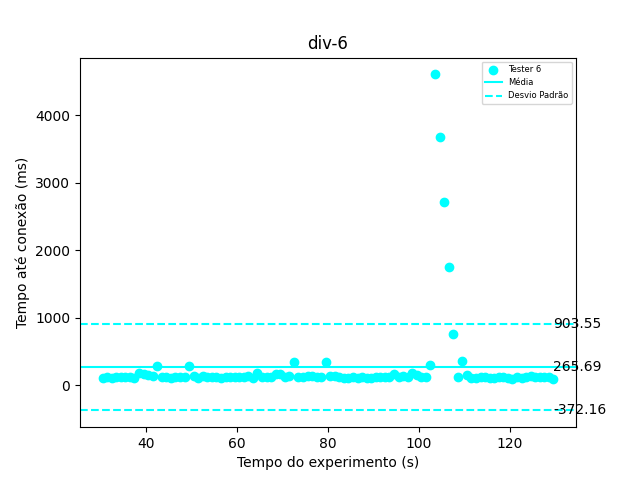 div-6
Tester 6
Média
Desvio Padrão
Tempo até conexão (ms)
4000
3000
2000
1000
0
903.55
265.69
-372.16
40
60
80
100
120
Tempo do experimento (s)